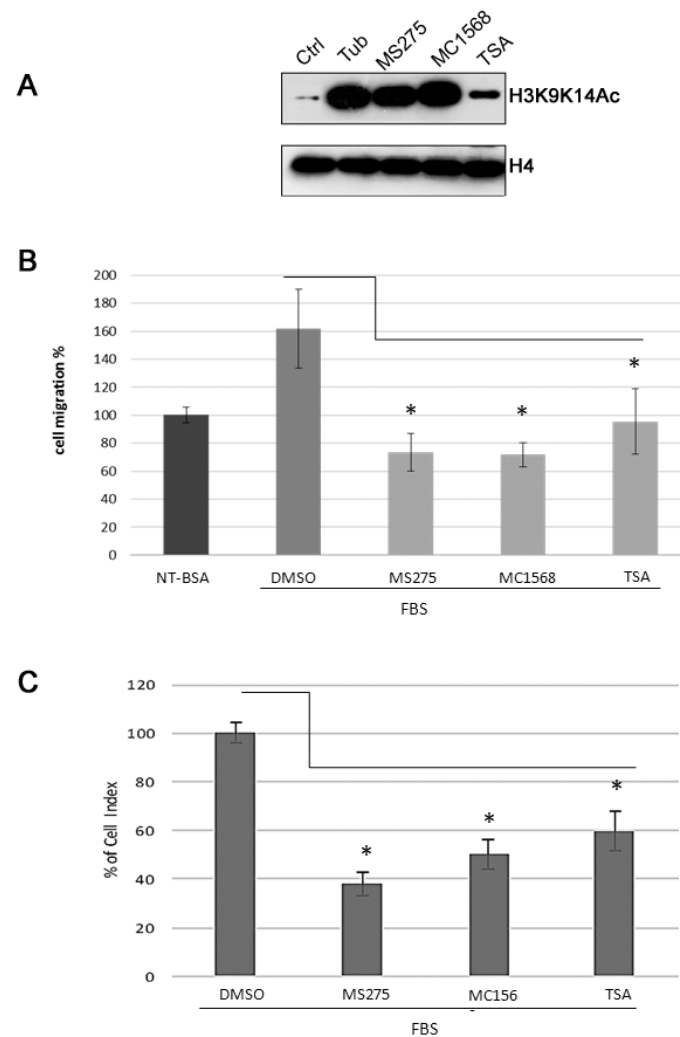 A
Ctrl Tub MS275 MC1568 TSA
H3K9K14Ac
H4
B
cell migration %
200
180
160
140
120
100
80
60
40
20
0
* * *
NT-BSA DMSO MS275 MC1568 TSA
FBS
C
% of Cell Index
120
100
80
60
40
20
0
* * *
DMSO MS275 MC156 TSA
-
FBS